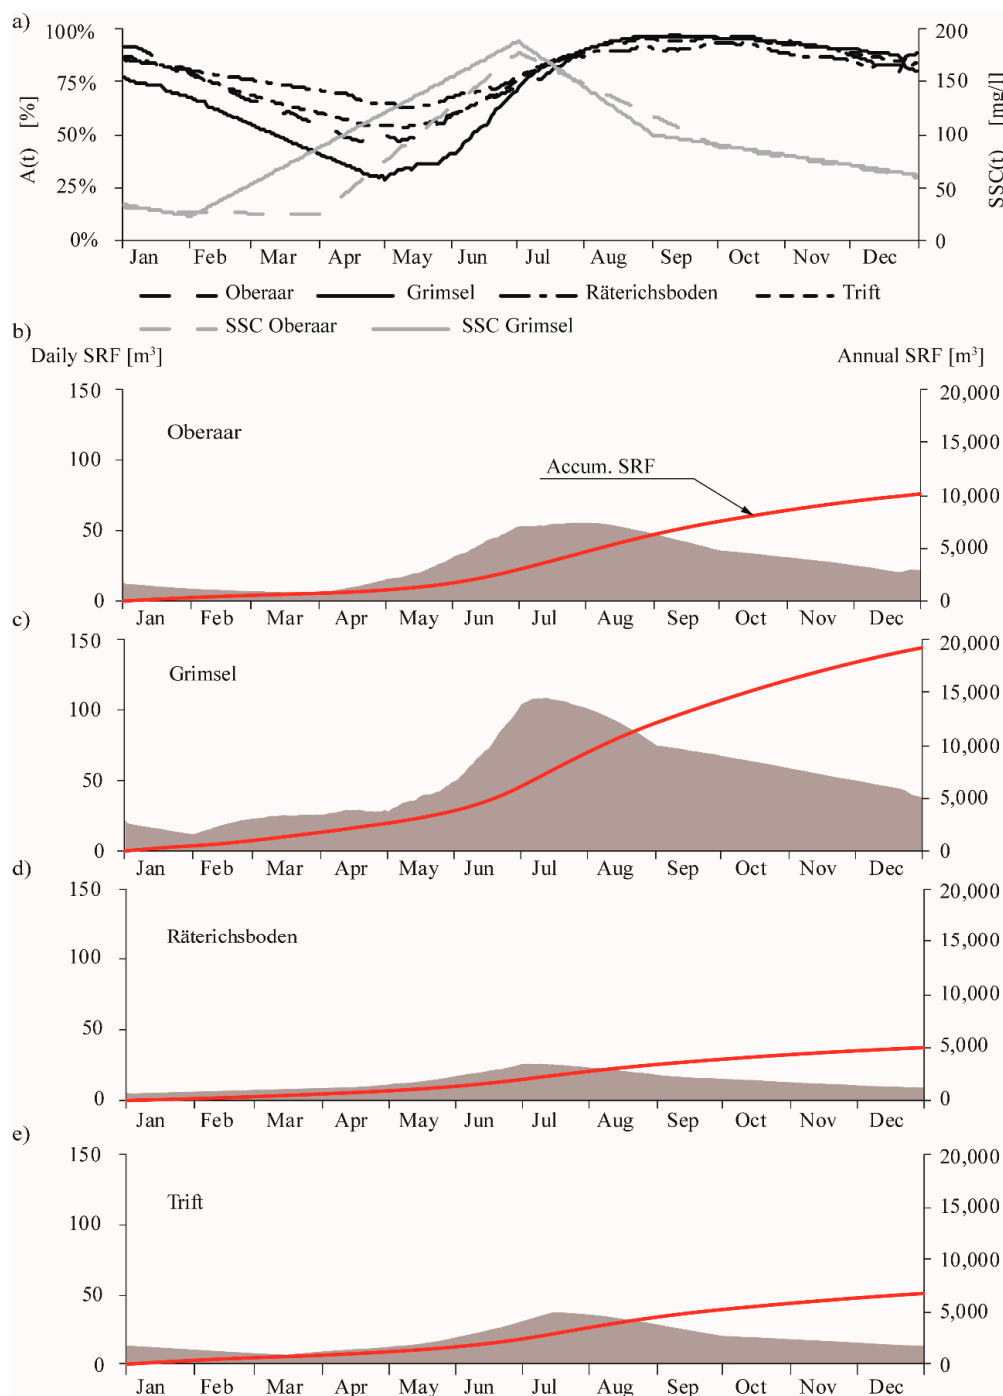 a)
100%
75%
50%
25%
0%
A(t) [%]
200
150
100
50
0
SSC(t) [mg/l]
Jan Feb Mar Apr May Jun Jul Aug Sep Oct Nov Dec
Oberaar Grimsel Räterichsboden Trift
SSC Oberaar SSC Grimsel
b)
Daily SRF [m³] Annual SRF [m³]
150
100
50
0
Oberaar
Accum. SRF
20,000
15,000
10,000
5,000
0
Jan Feb Mar Apr May Jun Jul Aug Sep Oct Nov Dec
c)
150
100
50
0
Grimsel
20,000
15,000
10,000
5,000
0
Jan Feb Mar Apr May Jun Jul Aug Sep Oct Nov Dec
d)
150
100
50
0
Räterichsboden
20,000
15,000
10,000
5,000
0
Jan Feb Mar Apr May Jun Jul Aug Sep Oct Nov Dec
e)
150
100
50
0
Trift
20,000
15,000
10,000
5,000
0
Jan Feb Mar Apr May Jun Jul Aug Sep Oct Nov Dec